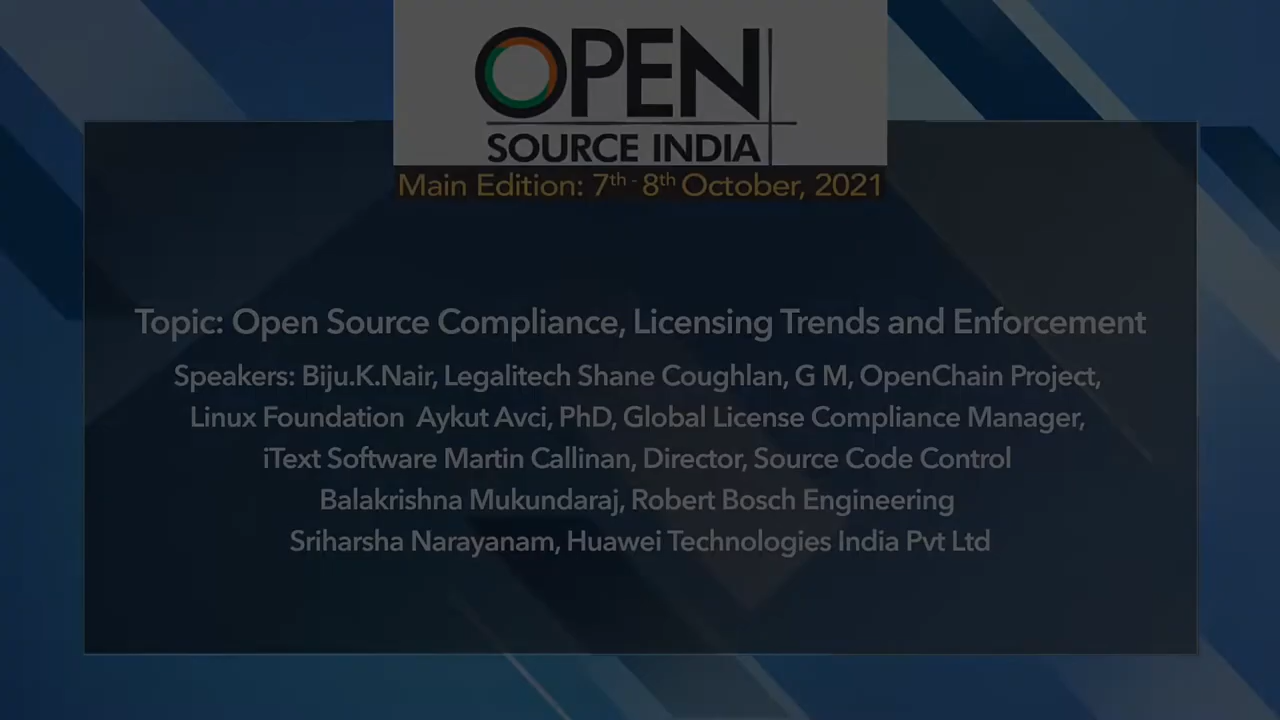 OPEN
SOURCE INDIA
Main Edition: 7th - 8th October, 2021
Topic: Open Source Compliance, Licensing Trends and Enforcement
Speakers: Biju.K.Nair, Legalitech Shane Coughlan, G M, OpenChain Project,
Linux Foundation Aykut Avci, PhD, Global License Compliance Manager,
iText Software Martin Callinan, Director, Source Code Control
Balakrishna Mukundaraj, Robert Bosch Engineering
Sriharsha Narayanam, Huawei Technologies India Pvt Ltd